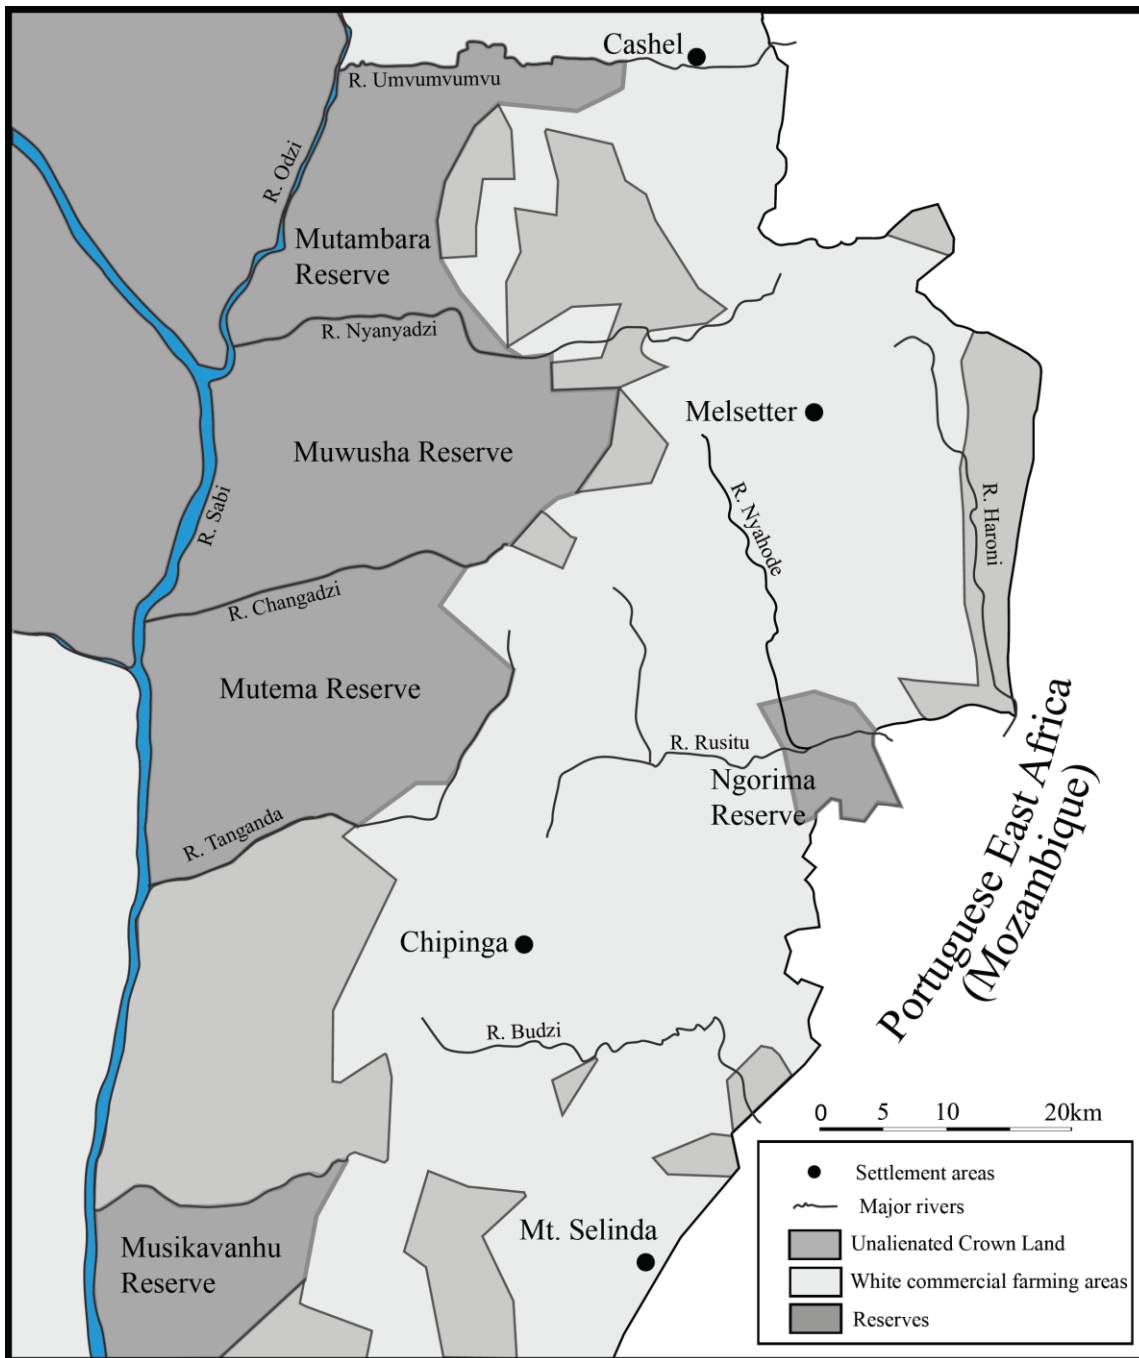 Cashel
R. Umvumvumvu
R. Odzi
Mutambara
Reserve
R. Nyanyadzi
Melsetter
Muwusha Reserve
R. Sabi
R. Nyahode
R. Haroni
R. Changadzi
Mutema Reserve
R. Rusitu
Ngorima
Reserve
Portuguese East Africa
(Mozambique)
R. Tanganda
Chipinga
R. Budzi
0 5 10 20km
Settlement areas
Major rivers
Unalienated Crown Land
White commercial farming areas
Reserves
Mt. Selinda
Musikavanhu
Reserve